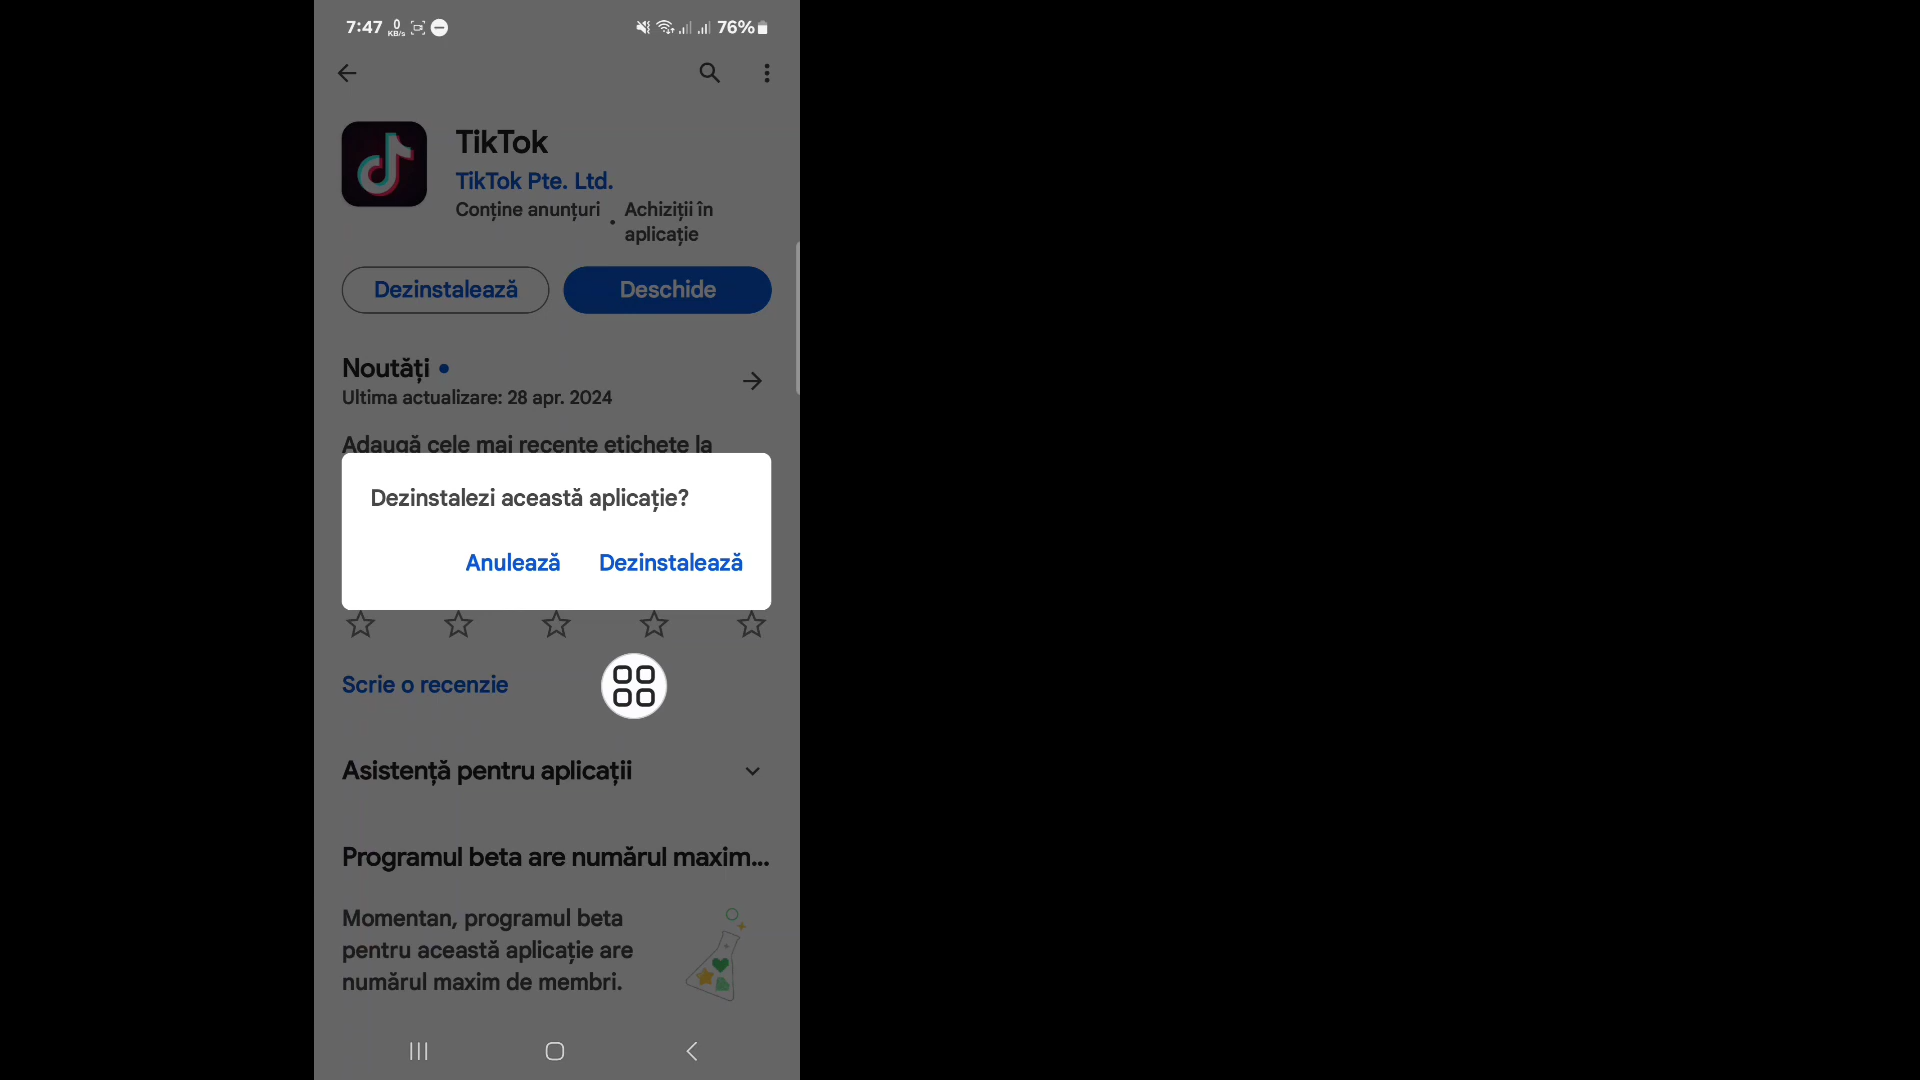 7:47 0 KB/s 76%
TikTok
TikTok Pte. Ltd.
Conține anunțuri • Achiziții în
aplicație
Dezinstalează Deschide
Noutăți •
Ultima actualizare: 28 apr. 2024
Adaugă cele mai recente etichete la
Dezinstalezi această aplicație?
Anulează Dezinstalează
Scrie o recenzie
Asistență pentru aplicații
Programul beta are numărul maxim...
Momentan, programul beta
pentru această aplicație are
numărul maxim de membri.